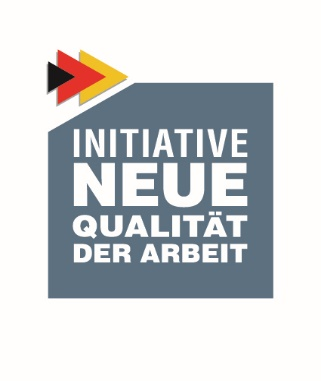 INITIATIVE
NEUE
QUALITÄT
DER ARBEIT